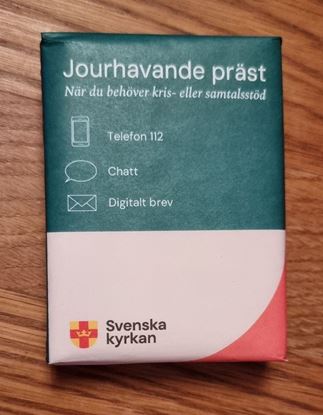 Jourhavande präst
När du behöver kris- eller samtalsstöd
Telefon 112
Chatt
Digitalt brev
Svenska
kyrkan